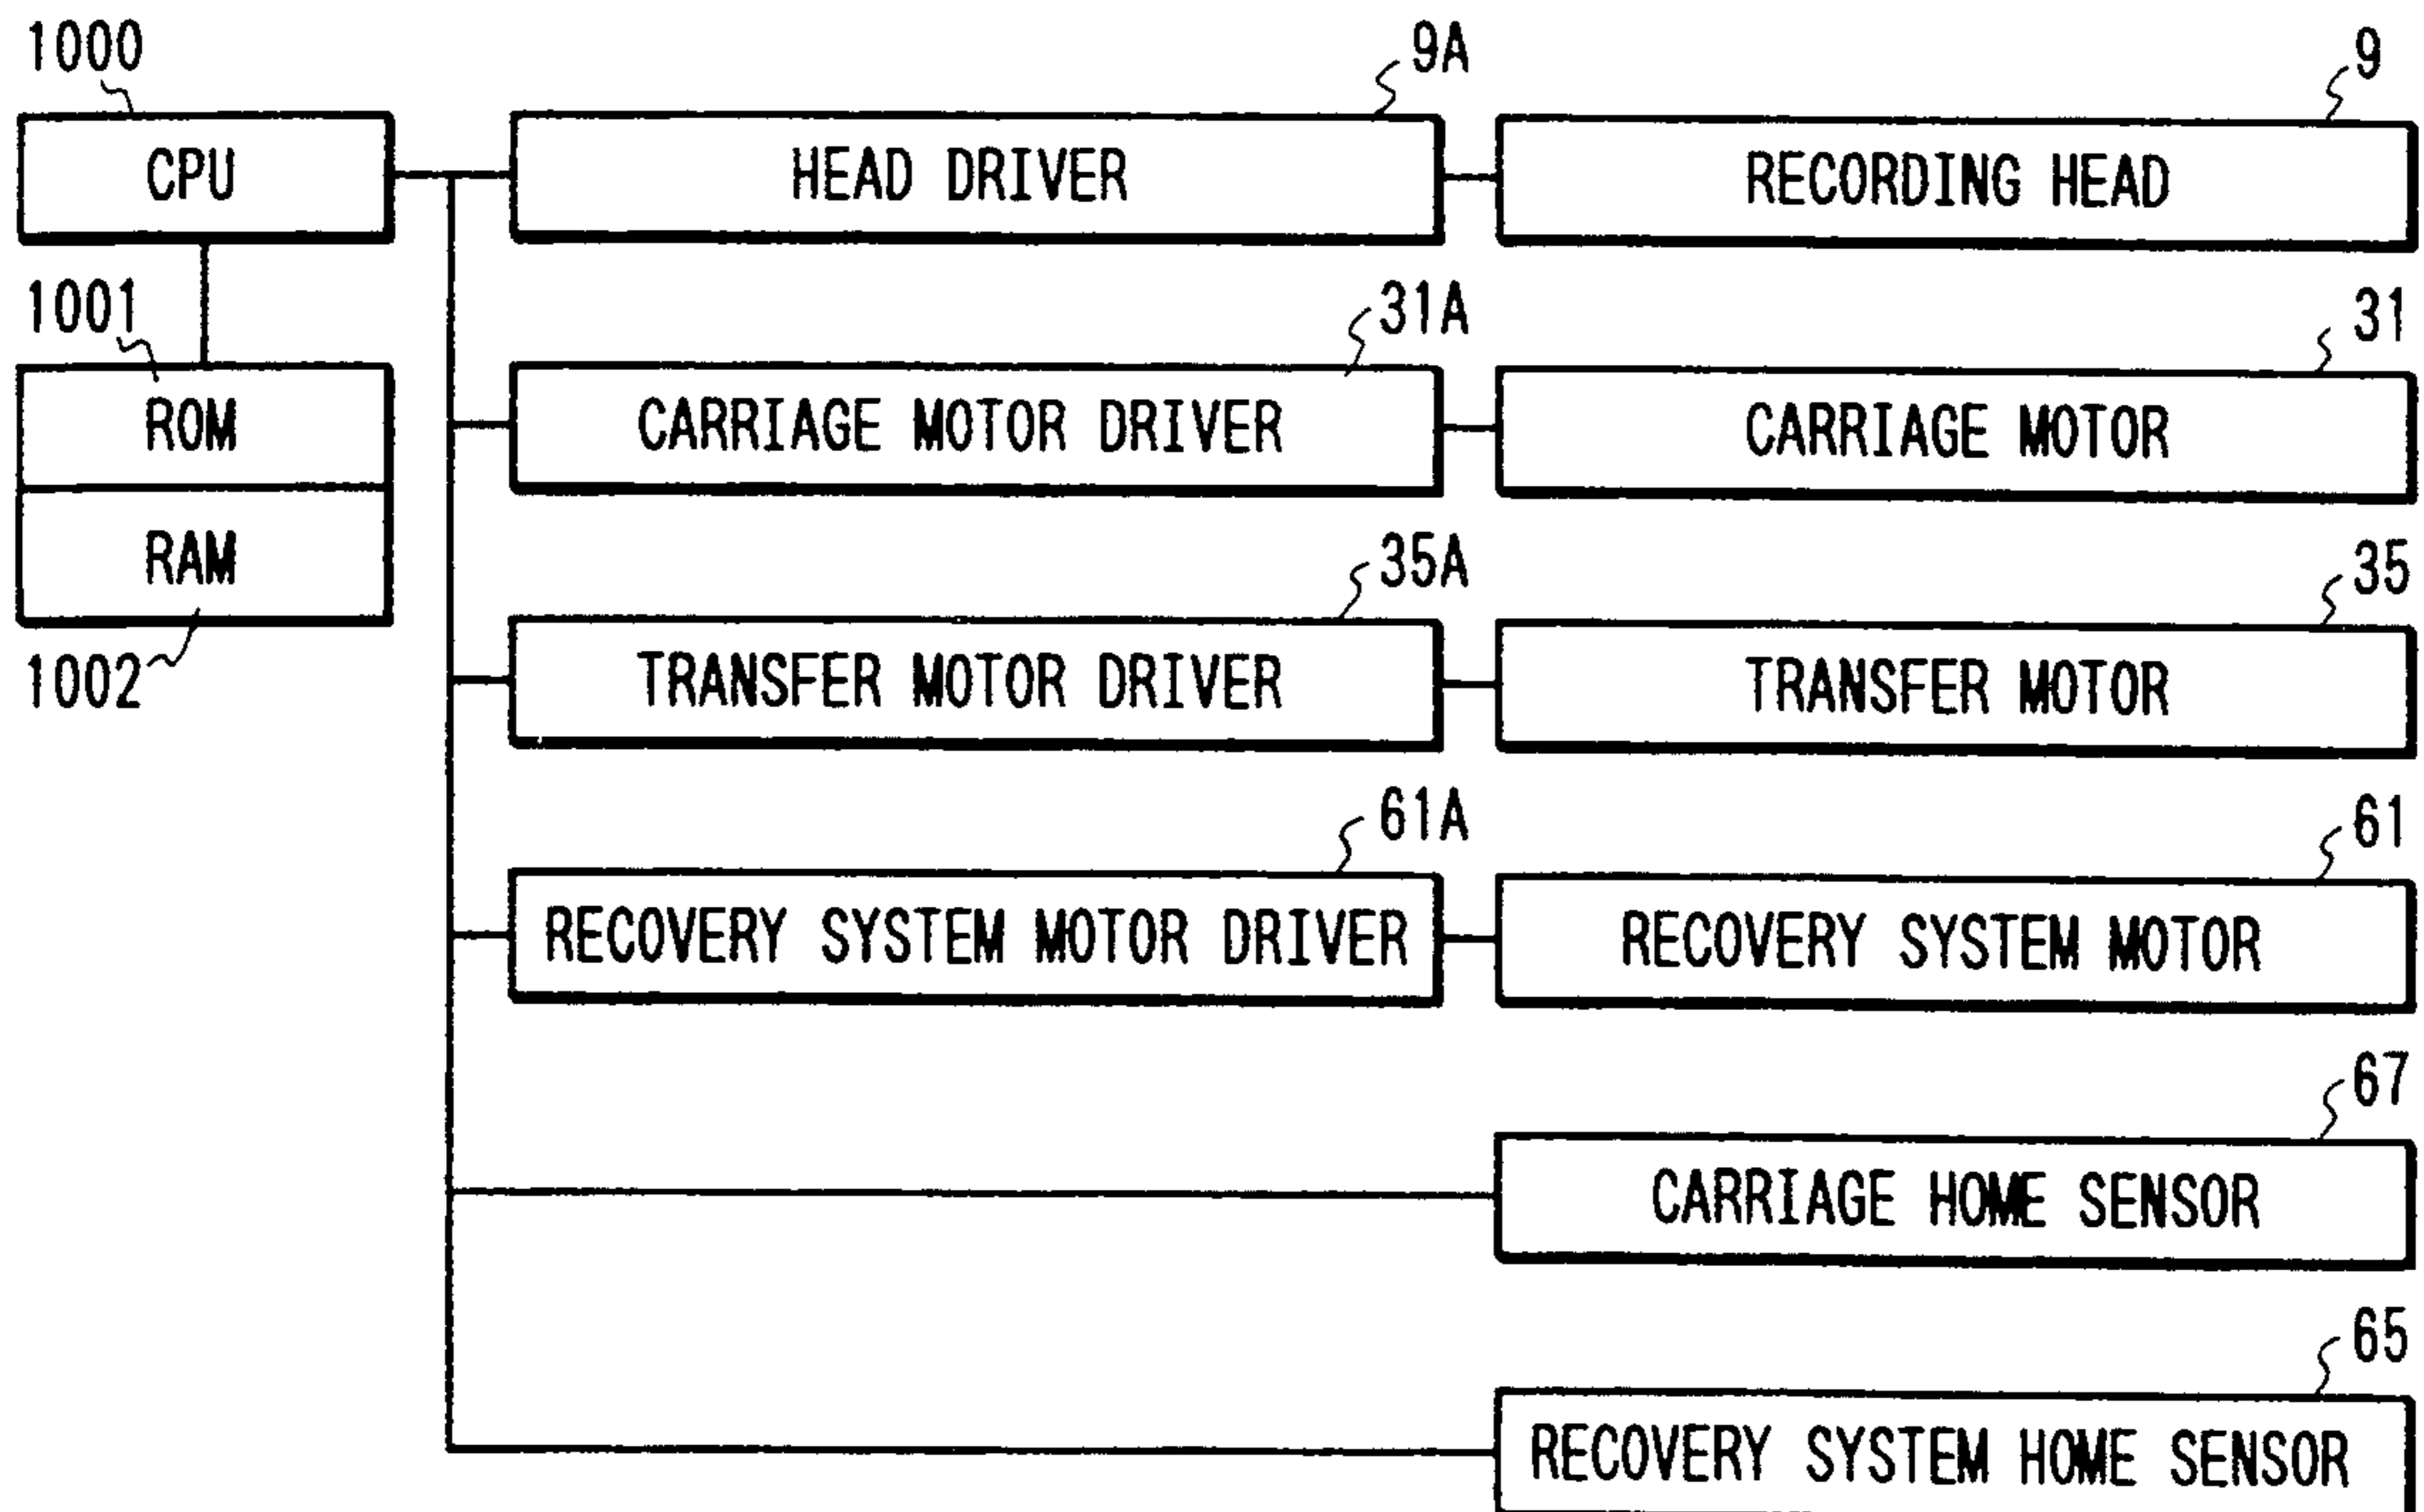 1000
9A
9
CPU
HEAD DRIVER
RECORDING HEAD
1001
31A
31
ROM
CARRIAGE MOTOR DRIVER
CARRIAGE MOTOR
RAM
35A
35
1002
TRANSFER MOTOR DRIVER
TRANSFER MOTOR
61A
61
RECOVERY SYSTEM MOTOR DRIVER
RECOVERY SYSTEM MOTOR
67
CARRIAGE HOME SENSOR
65
RECOVERY SYSTEM HOME SENSOR